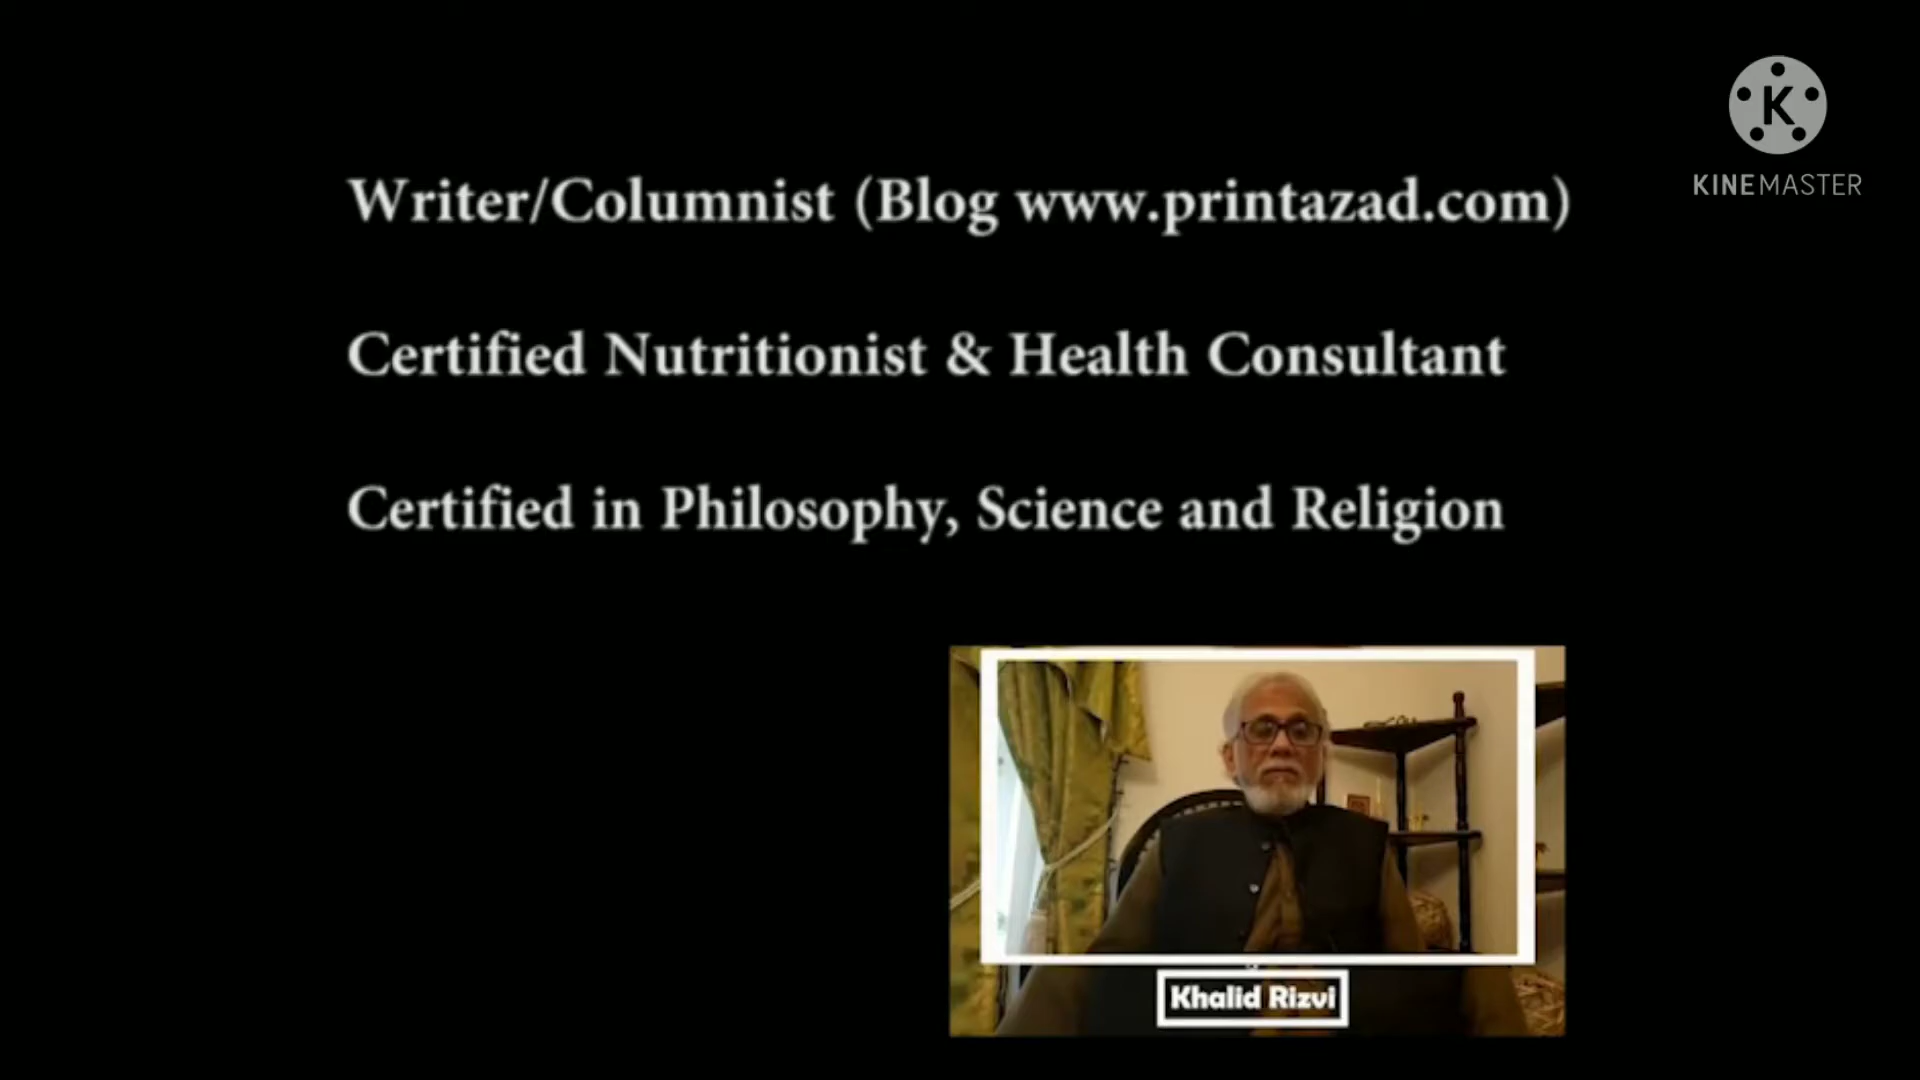 K
KINEMASTER
Writer/Columnist (Blog www.printazad.com)
Certified Nutritionist & Health Consultant
Certified in Philosophy, Science and Religion
Khalid Rizvi